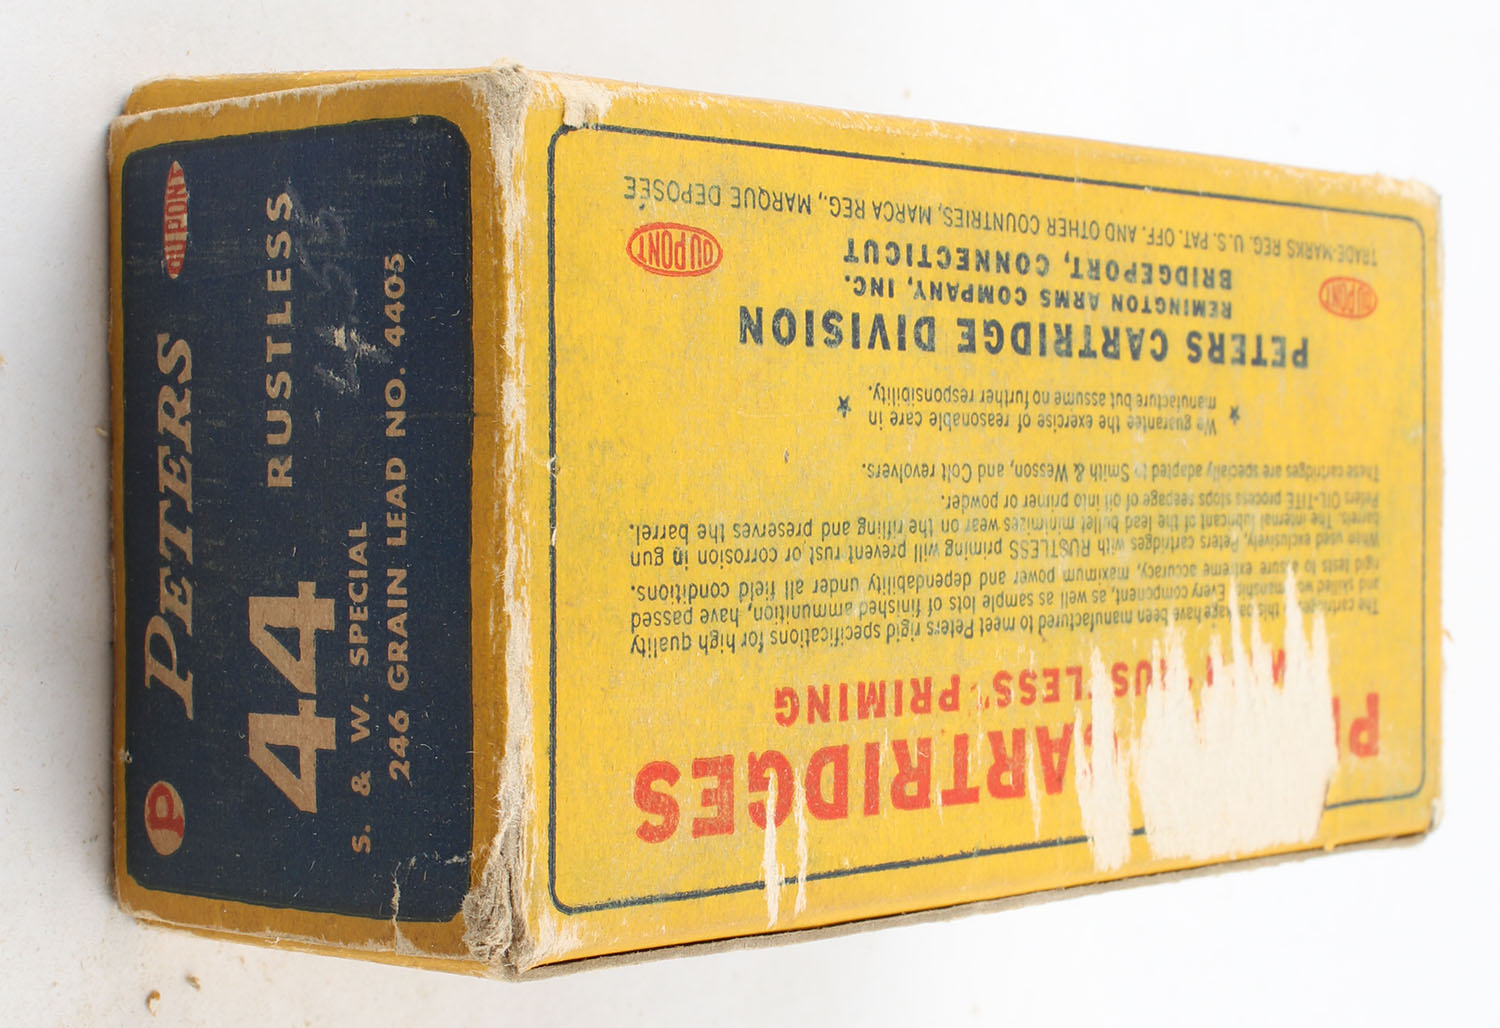 P PETERS DU PONT
44 RUSTLESS
S. & W. SPECIAL
246 GRAIN LEAD NO. 4405
CARTRIDGES
PRIMING
The cartridges in this package have been manufactured to meet Peters rigid specifications for high quality
and skilled workmanship. Every component, as well as sample lots of finished ammunition, have passed
rigid tests to assure extreme accuracy, maximum power and dependability under all field conditions.
When used exclusively, Peters cartridges with RUSTLESS priming will prevent rust or corrosion in gun
barrels. The internal lubricant of the lead bullet minimizes wear on the rifling and preserves the barrel.
Peters OIL-TITE process stops seepage of oil into primer or powder.
These cartridges are specially adapted to Smith & Wesson, and Colt revolvers.
★ We guarantee the exercise of reasonable care in ★
manufacture but assume no further responsibility.
PETERS CARTRIDGE DIVISION
REMINGTON ARMS COMPANY, INC.
DU PONT BRIDGEPORT, CONNECTICUT DU PONT
TRADE-MARKS REG. U.S. PAT. OFF. AND OTHER COUNTRIES, MARCA REG., MARQUE DEPOSÉE